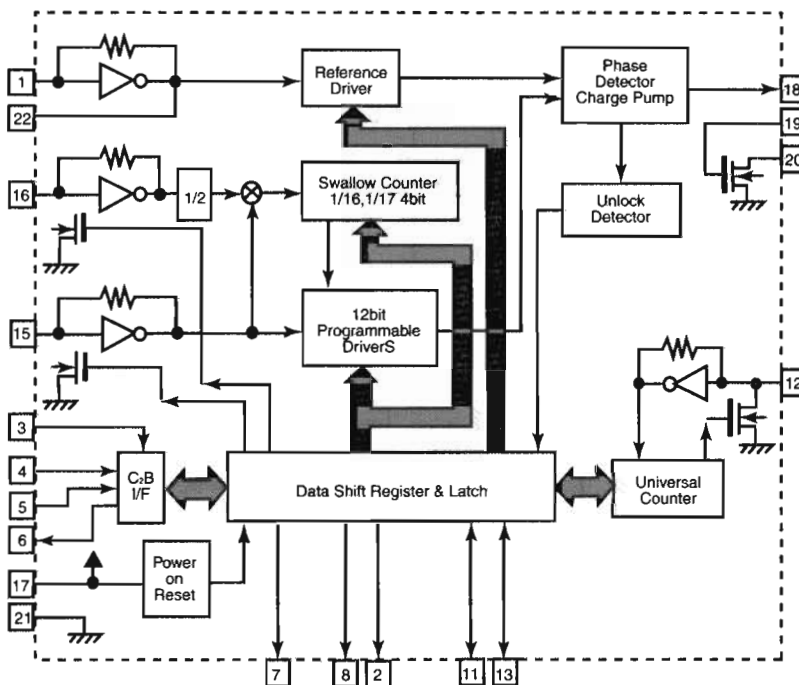 1
Reference
Driver
Phase
Detector
Charge Pump
18
22
19
20
16
1/2
Swallow Counter
1/16,1/17 4bit
Unlock
Detector
15
12bit
Programmable
DriverS
12
3
4
5
6
C₂B
I/F
Data Shift Register & Latch
Universal
Counter
17
Power
on
Reset
21
7
8
2
11
13